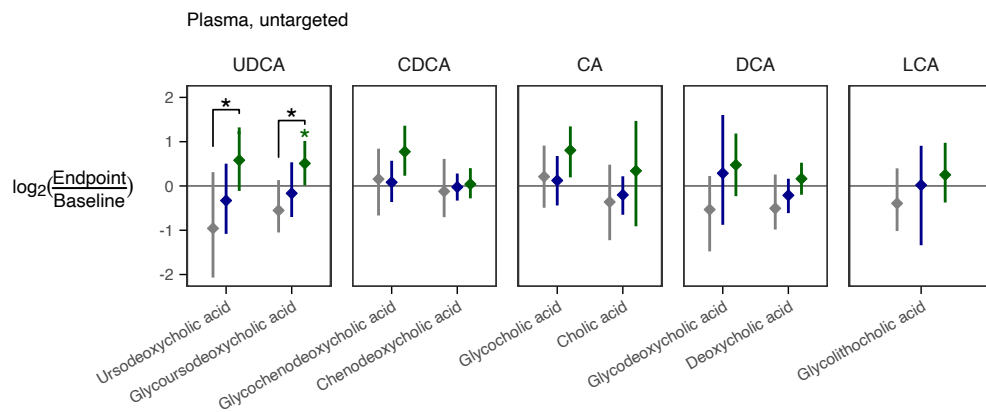 Plasma, untargeted
UDCA
CDCA
CA
DCA
LCA
2
1
0
-1
-2
log2(Endpoint/Baseline)
*
*
*
Ursodeoxycholic acid
Glycoursodeoxycholic acid
Glycochenodeoxycholic acid
Chenodeoxycholic acid
Glycocholic acid
Cholic acid
Glycodeoxycholic acid
Deoxycholic acid
Glycolithocholic acid